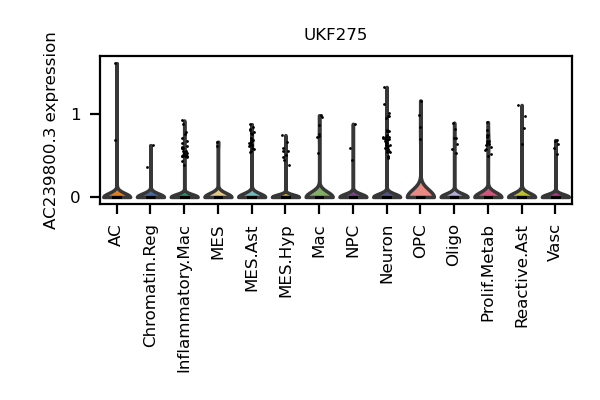 UKF275
AC239800.3 expression
1
0
AC
Chromatin.Reg
Inflammatory.Mac
MES
MES.Ast
MES.Hyp
Mac
NPC
Neuron
OPC
Oligo
Prolif.Metab
Reactive.Ast
Vasc